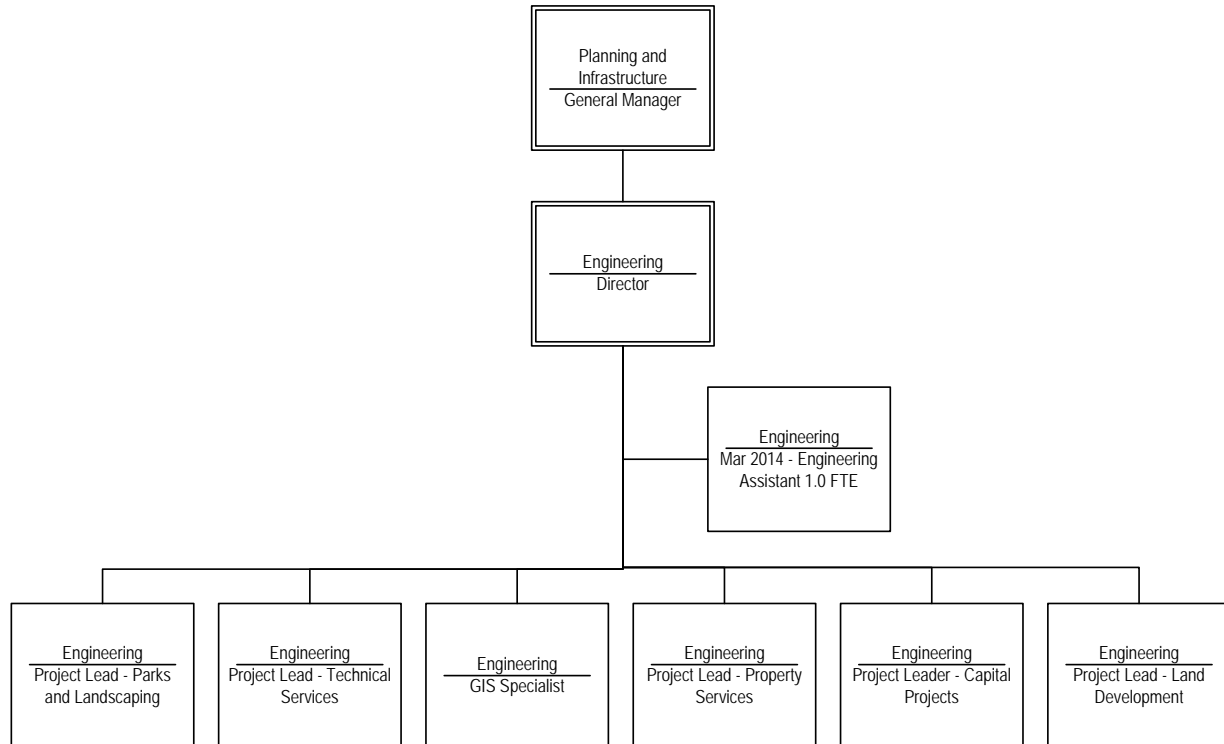 Planning and
Infrastructure
General Manager
Engineering
Director
Engineering
Mar 2014 - Engineering
Assistant 1.0 FTE
Engineering
Project Lead - Parks
and Landscaping
Engineering
Project Lead - Technical
Services
Engineering
GIS Specialist
Engineering
Project Lead - Property
Services
Engineering
Project Leader - Capital
Projects
Engineering
Project Lead - Land
Development